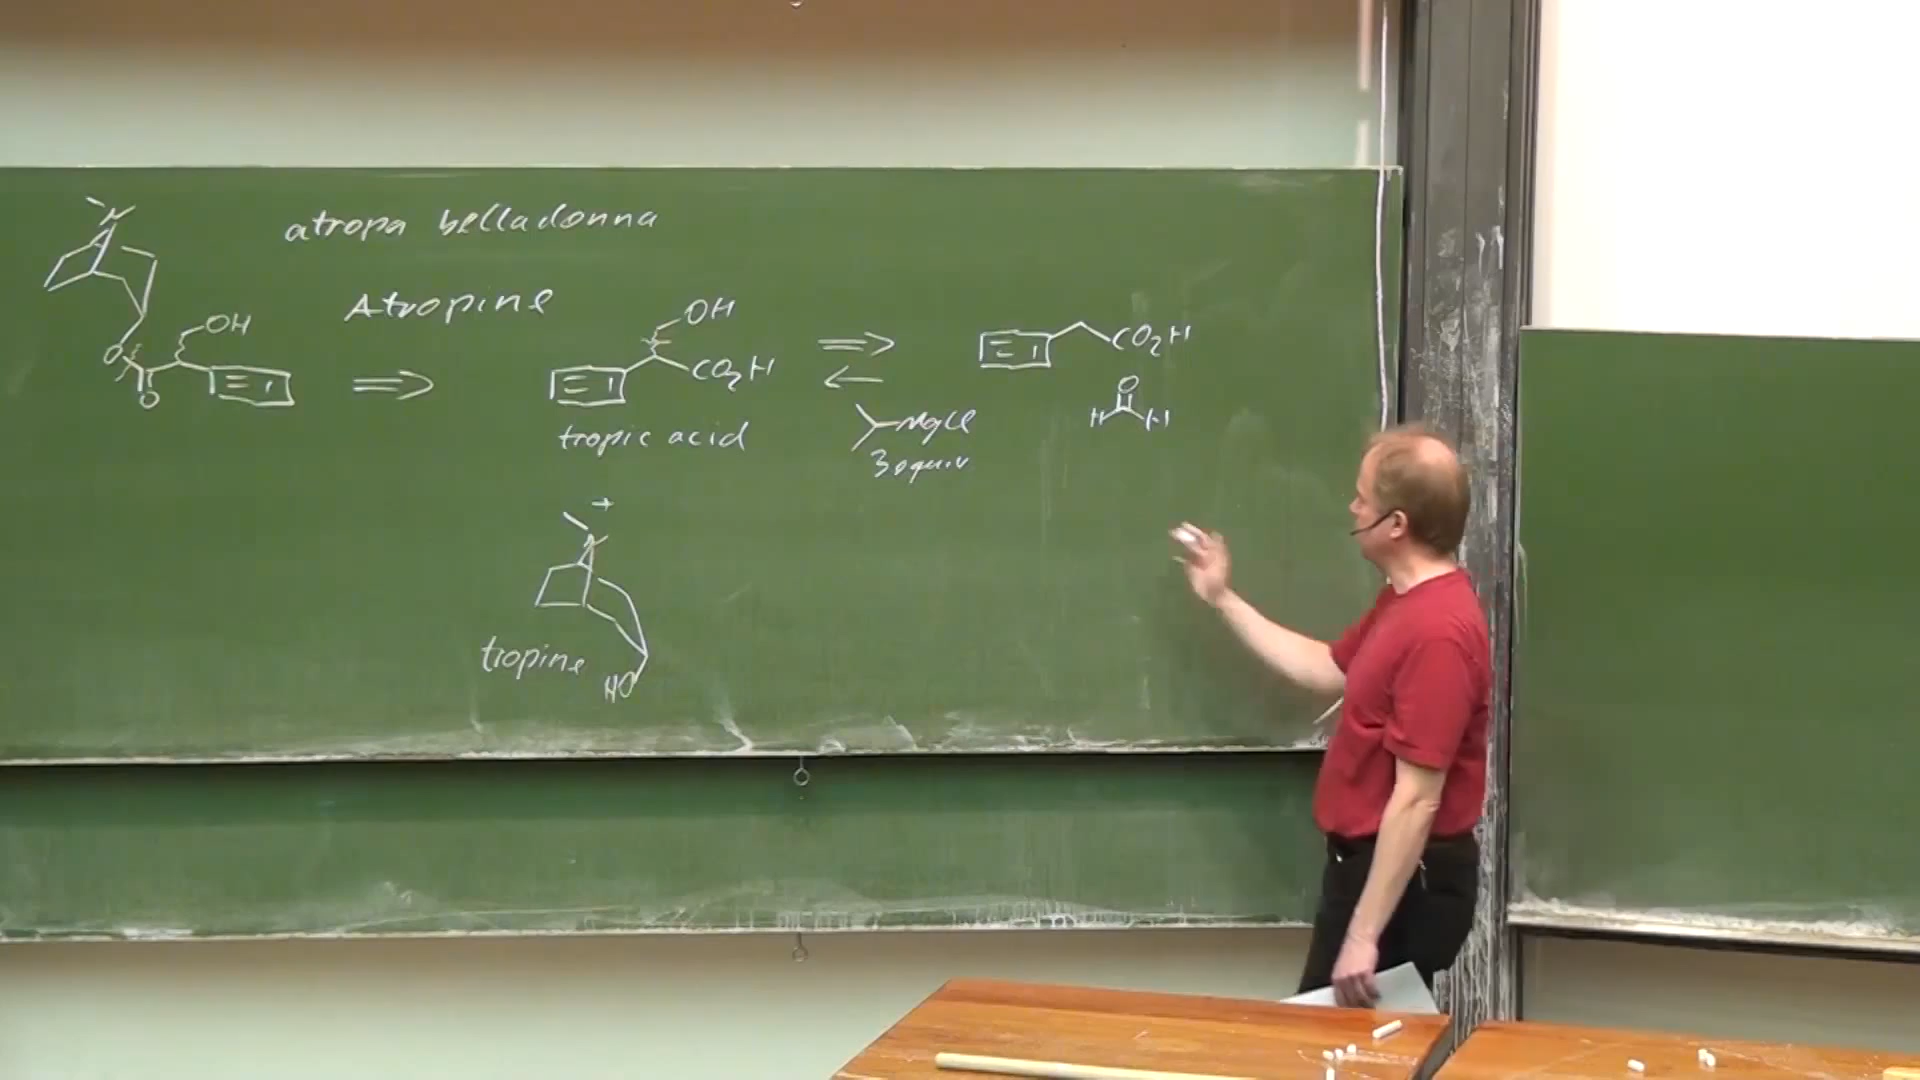 atropa belladonna
Atropine
N
OH
O
O
OH
CO2H
tropic acid
MgCl
3 equiv
CO2H
O
H H
+
N
tropine
HO